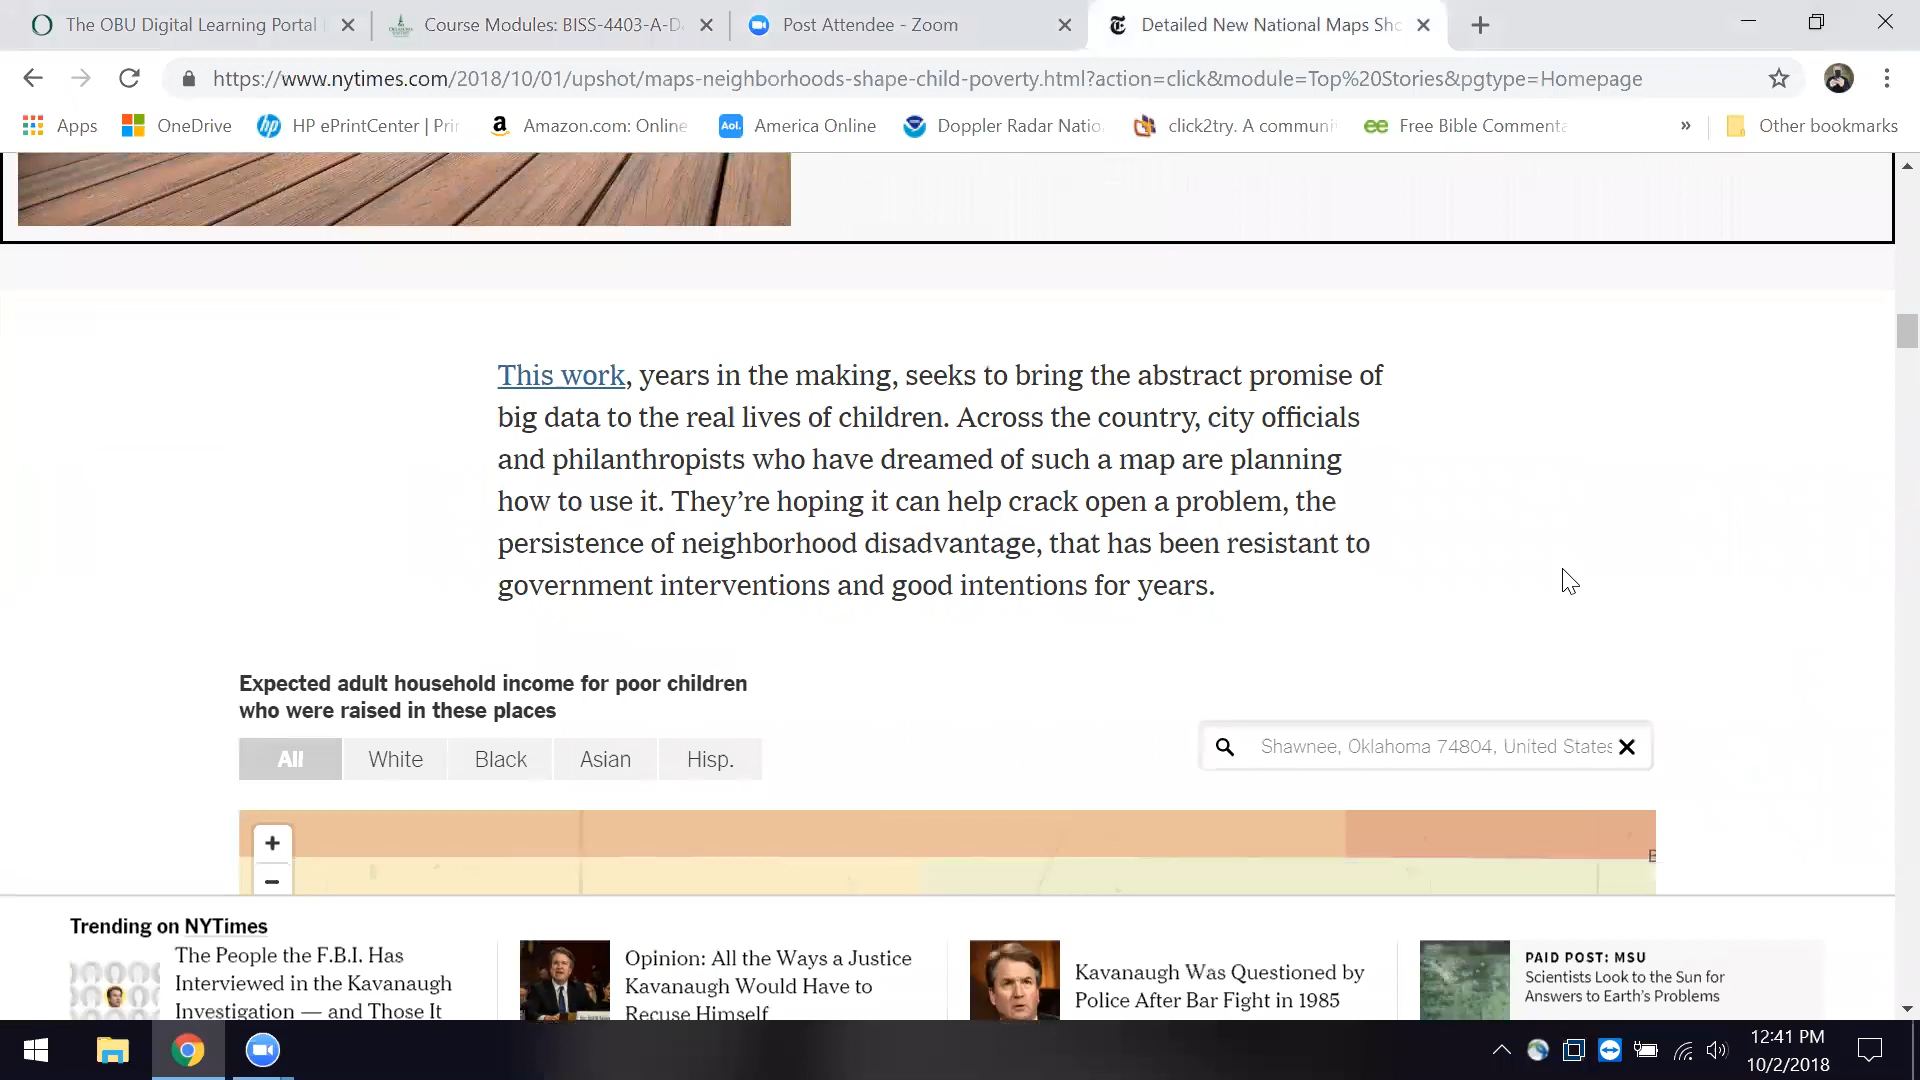 The OBU Digital Learning Portal
Course Modules: BISS-4403-A-D
Post Attendee - Zoom
Detailed New National Maps Sho
https://www.nytimes.com/2018/10/01/upshot/maps-neighborhoods-shape-child-poverty.html?action=click&module=Top%20Stories&pgtype=Homepage
Apps
OneDrive
HP ePrintCenter | Prin
Amazon.com: Online
Aol.
America Online
Doppler Radar Natio
click2try. A communi
Free Bible Commenta
»
Other bookmarks
This work, years in the making, seeks to bring the abstract promise of
big data to the real lives of children. Across the country, city officials
and philanthropists who have dreamed of such a map are planning
how to use it. They’re hoping it can help crack open a problem, the
persistence of neighborhood disadvantage, that has been resistant to
government interventions and good intentions for years.
Expected adult household income for poor children
who were raised in these places
All White Black Asian Hisp.
Shawnee, Oklahoma 74804, United States
+
−
Trending on NYTimes
The People the F.B.I. Has
Interviewed in the Kavanaugh
Investigation — and Those It
Opinion: All the Ways a Justice
Kavanaugh Would Have to
Recuse Himself
Kavanaugh Was Questioned by
Police After Bar Fight in 1985
PAID POST: MSU
Scientists Look to the Sun for
Answers to Earth’s Problems
12:41 PM
10/2/2018